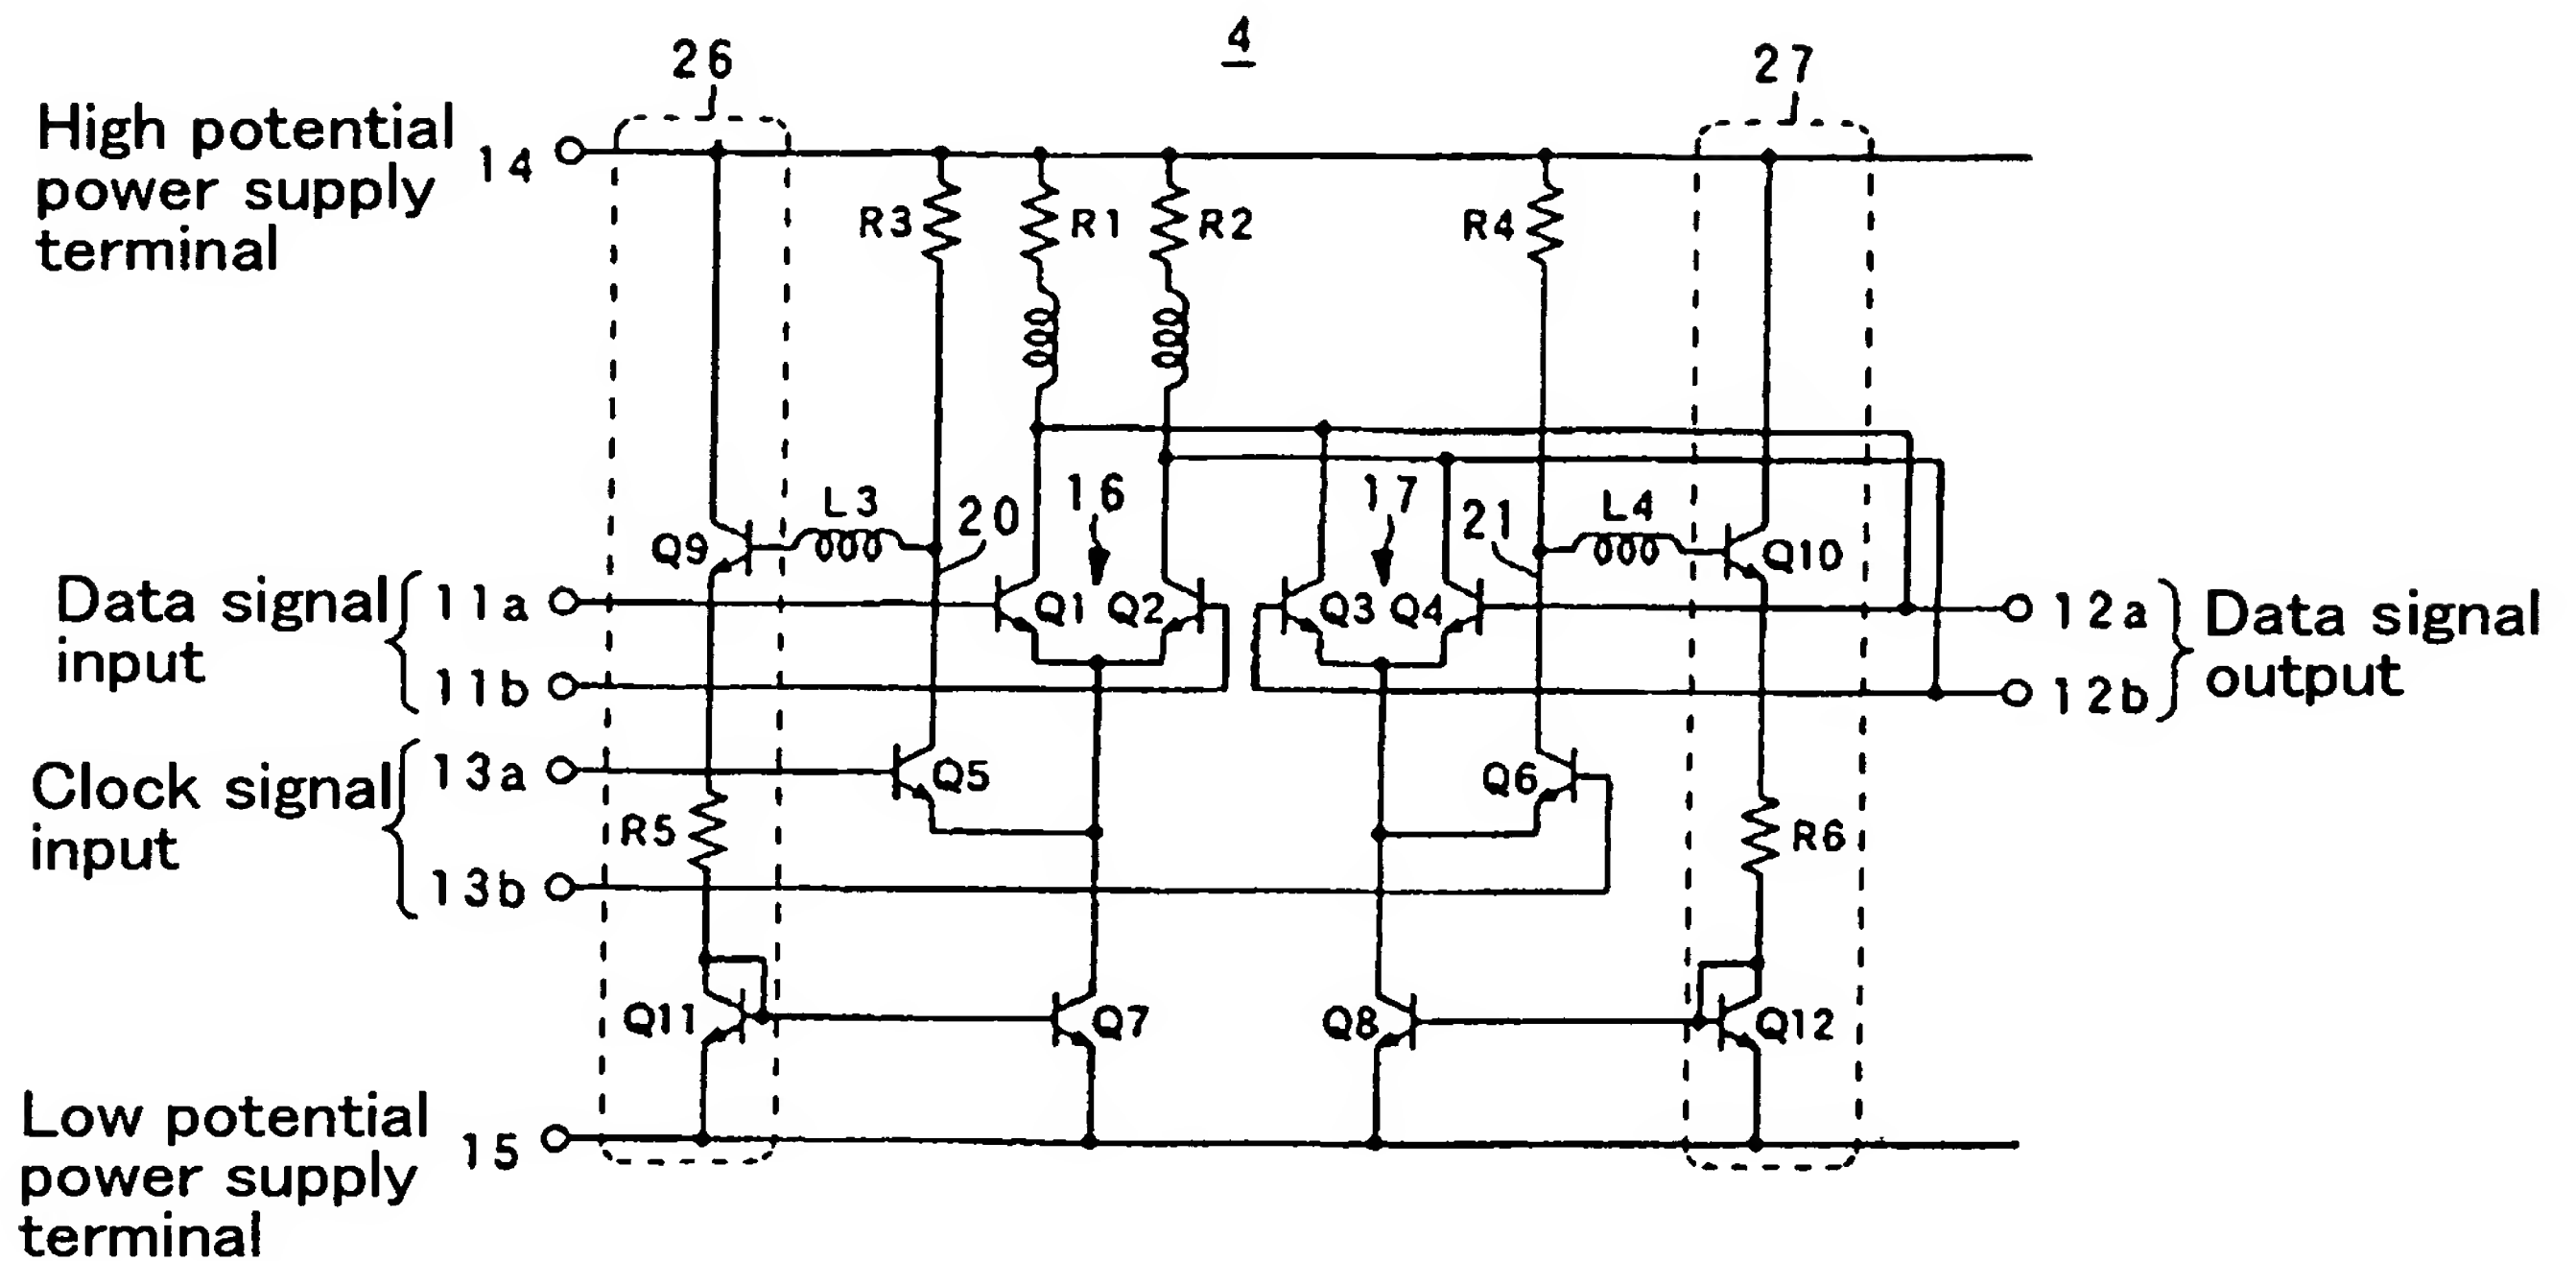 4
26
27
High potential
power supply
terminal
14
R3
R1
R2
R4
L3
20
16
17
21
L4
Q9
Q10
Data signal
input
11a
11b
Q1
Q2
Q3
Q4
12a
12b
Data signal
output
Clock signal
input
13a
13b
Q5
Q6
R5
R6
Q11
Q7
Q8
Q12
Low potential
power supply
terminal
15